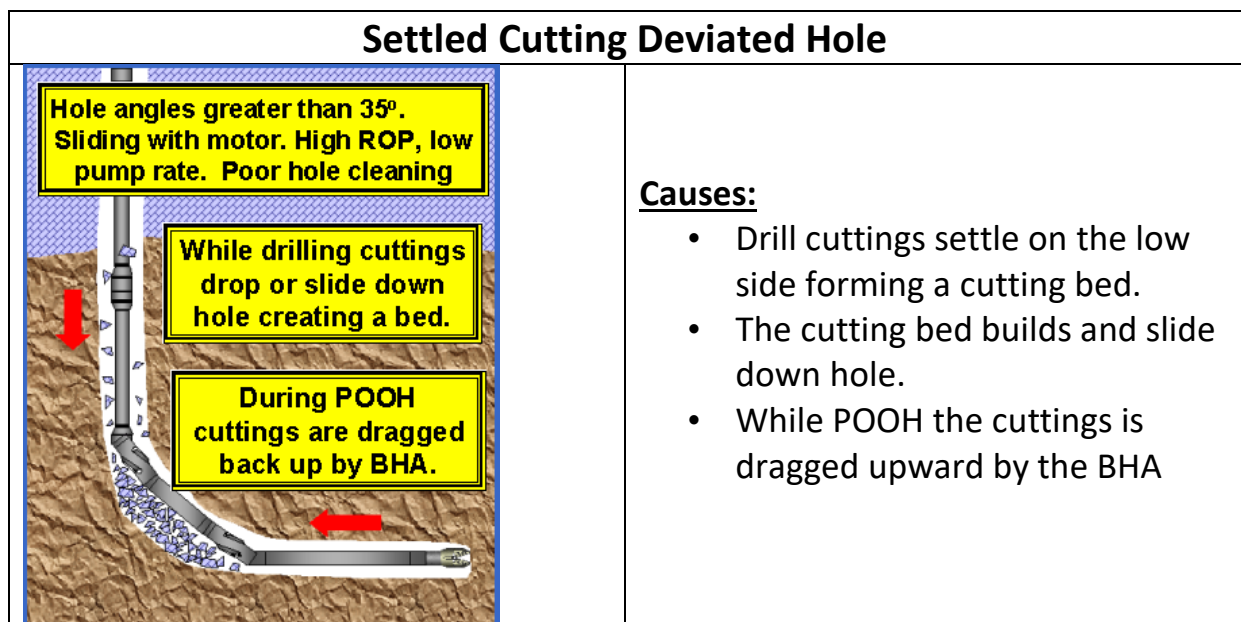 Settled Cutting Deviated Hole
Hole angles greater than 35º.
Sliding with motor. High ROP, low
pump rate. Poor hole cleaning
While drilling cuttings
drop or slide down
hole creating a bed.
During POOH
cuttings are dragged
back up by BHA.
Causes:
• Drill cuttings settle on the low
side forming a cutting bed.
• The cutting bed builds and slide
down hole.
• While POOH the cuttings is
dragged upward by the BHA